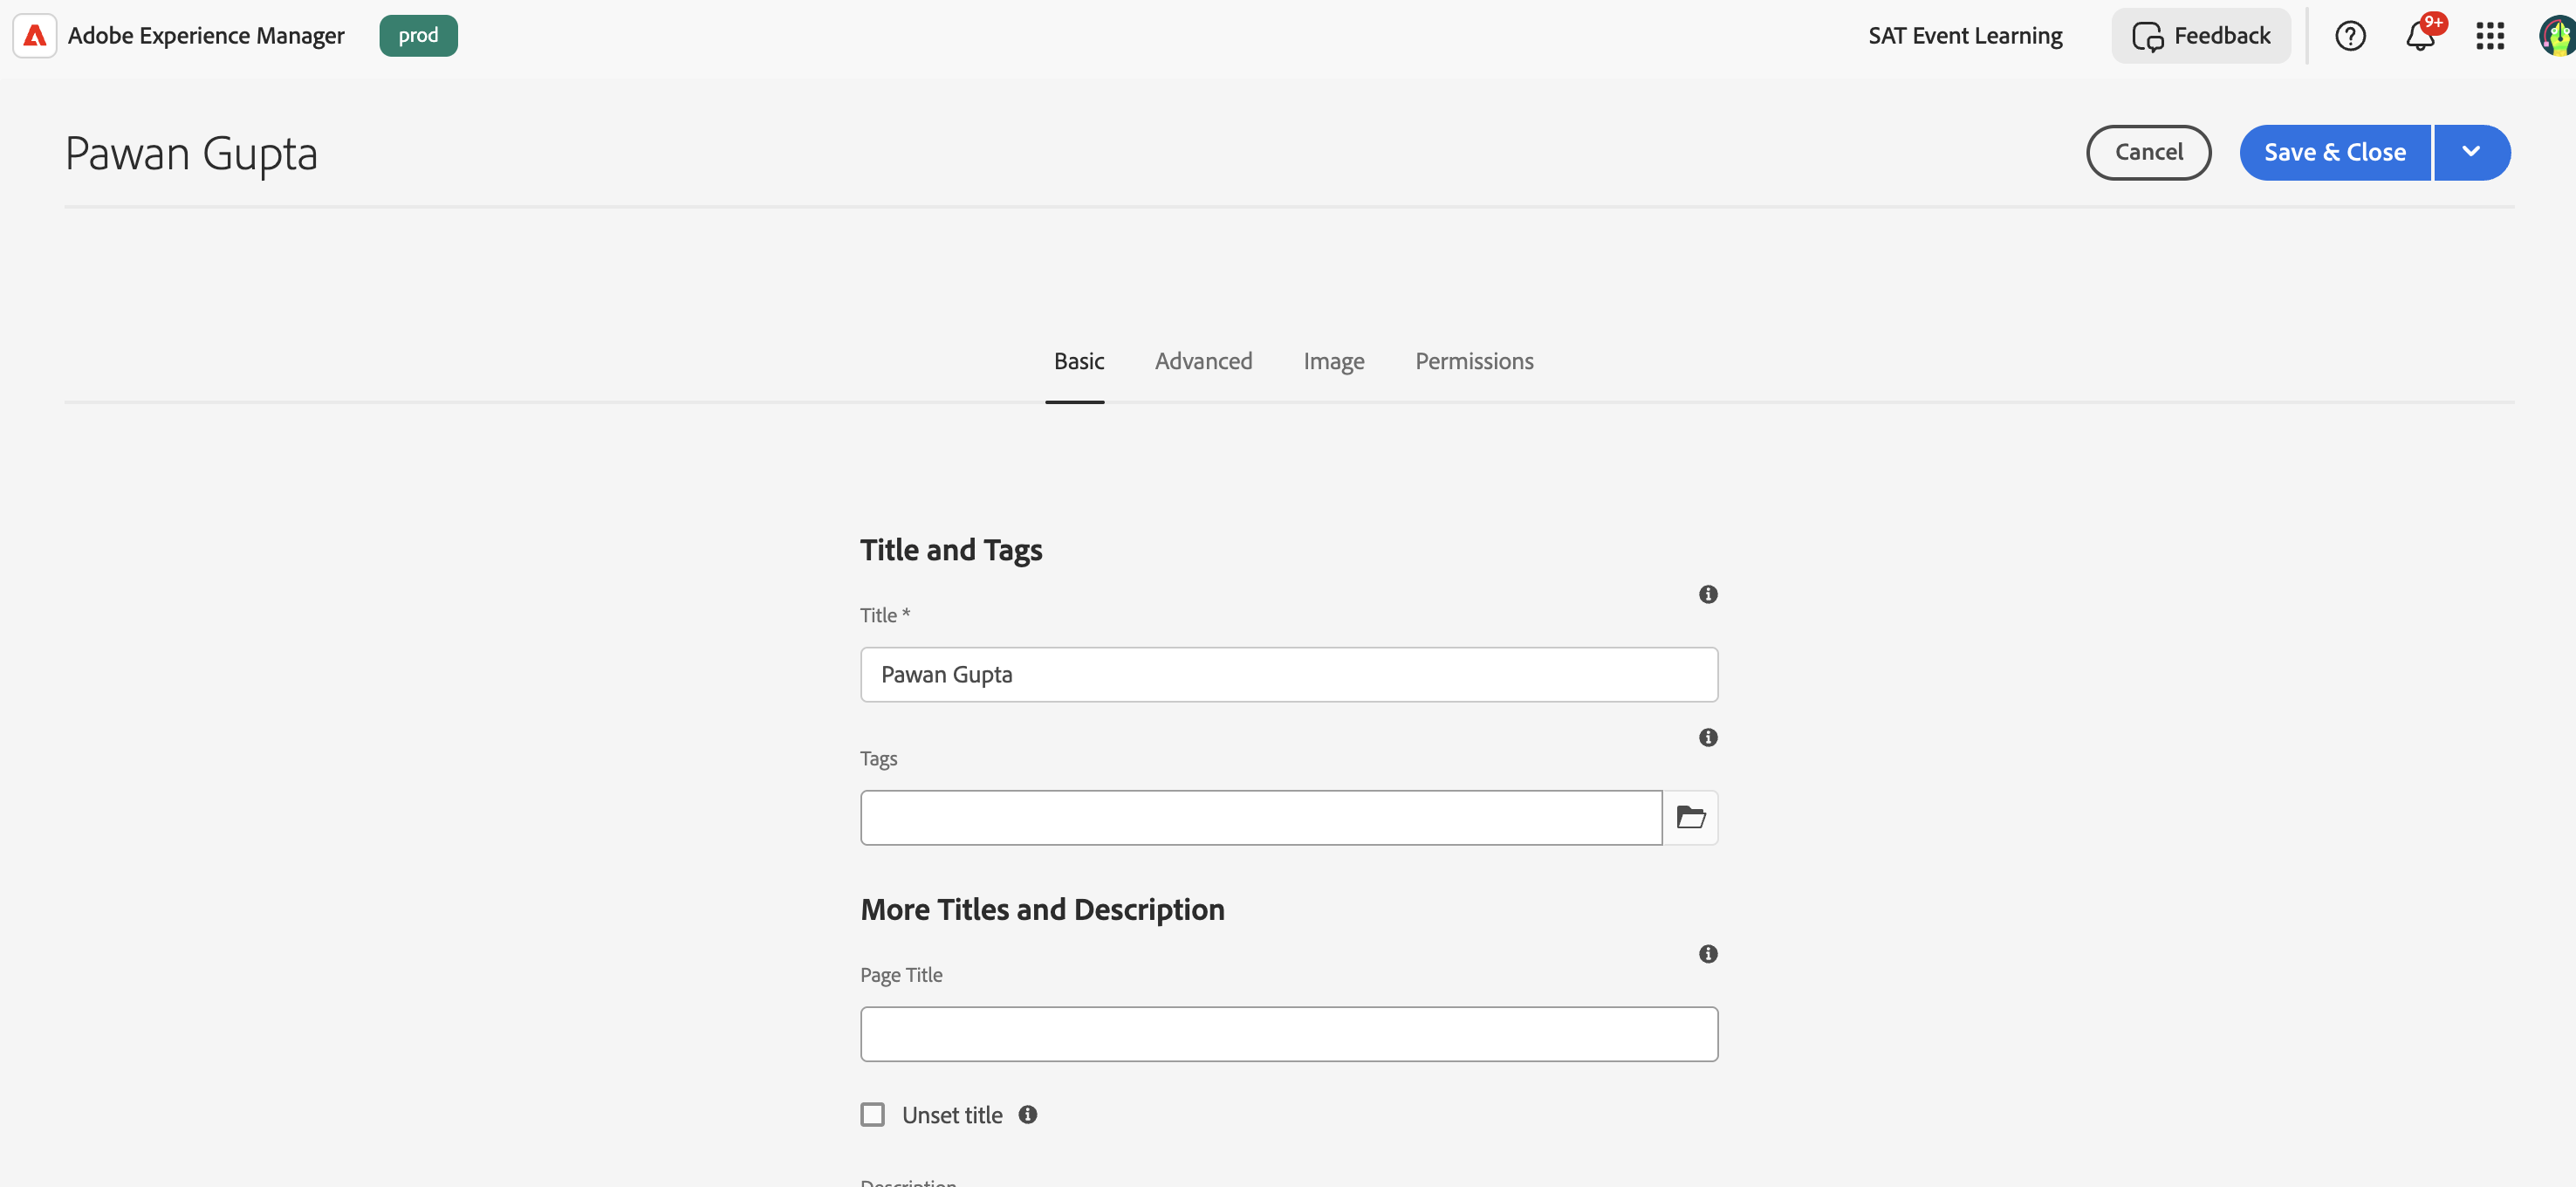 Adobe Experience Manager prod SAT Event Learning Feedback 9+
Pawan Gupta Cancel Save & Close
Basic Advanced Image Permissions
Title and Tags
Title *
Pawan Gupta
Tags
More Titles and Description
Page Title
Unset title
Description